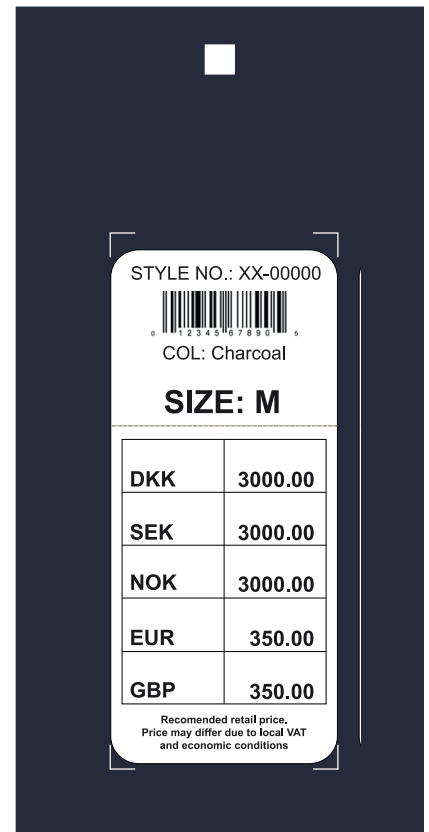 STYLE NO.: XX-00000
0 12345 67890 5
COL: Charcoal
SIZE: M
DKK 3000.00
SEK 3000.00
NOK 3000.00
EUR 350.00
GBP 350.00
Recomended retail price.
Price may differ due to local VAT
and economic conditions